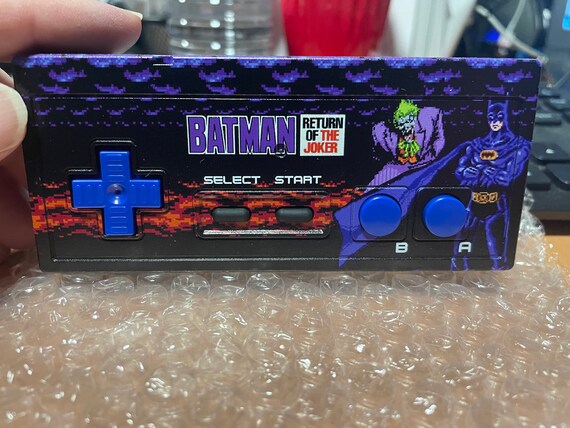 BATMAN
RETURN
OF THE
JOKER
SELECT START
B A